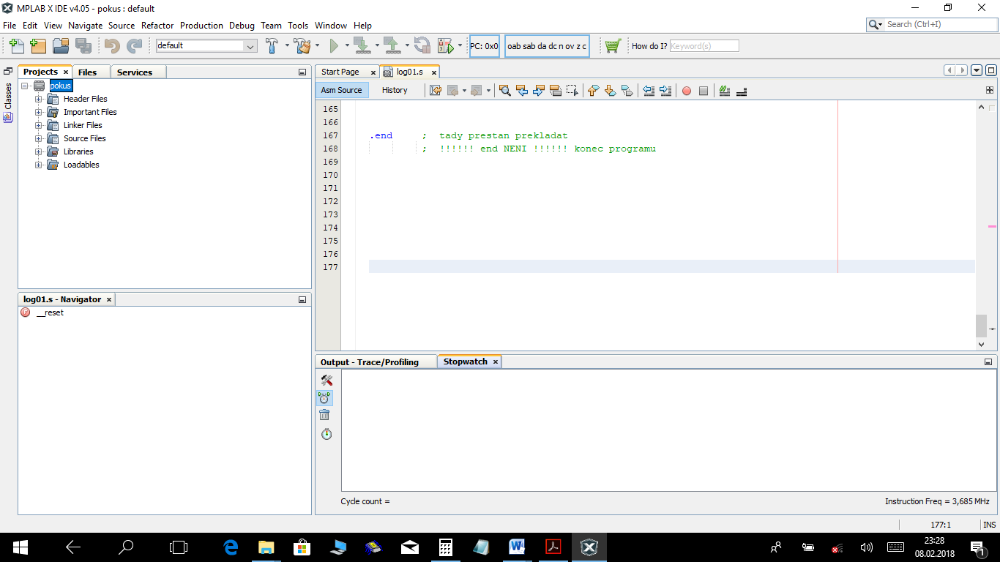 MPLAB X IDE v4.05 - pokus : default
File Edit View Navigate Source Refactor Production Debug Team Tools Window Help
Search (Ctrl+I)
default
PC: 0x0
oab sab da dc n ov z c
How do I?
Keyword(s)
Classes
Projects
Files
Services
pokus
Header Files
Important Files
Linker Files
Source Files
Libraries
Loadables
log01.s - Navigator
__reset
Start Page
log01.s
Asm Source
History
165
166
167 .end ; tady prestan prekladat
168 ; !!!!!! end NENI !!!!!! konec programu
169
170
171
172
173
174
175
176
177
Output - Trace/Profiling
Stopwatch
Cycle count =
Instruction Freq = 3,685 MHz
177:1
INS
23:28
08.02.2018
1